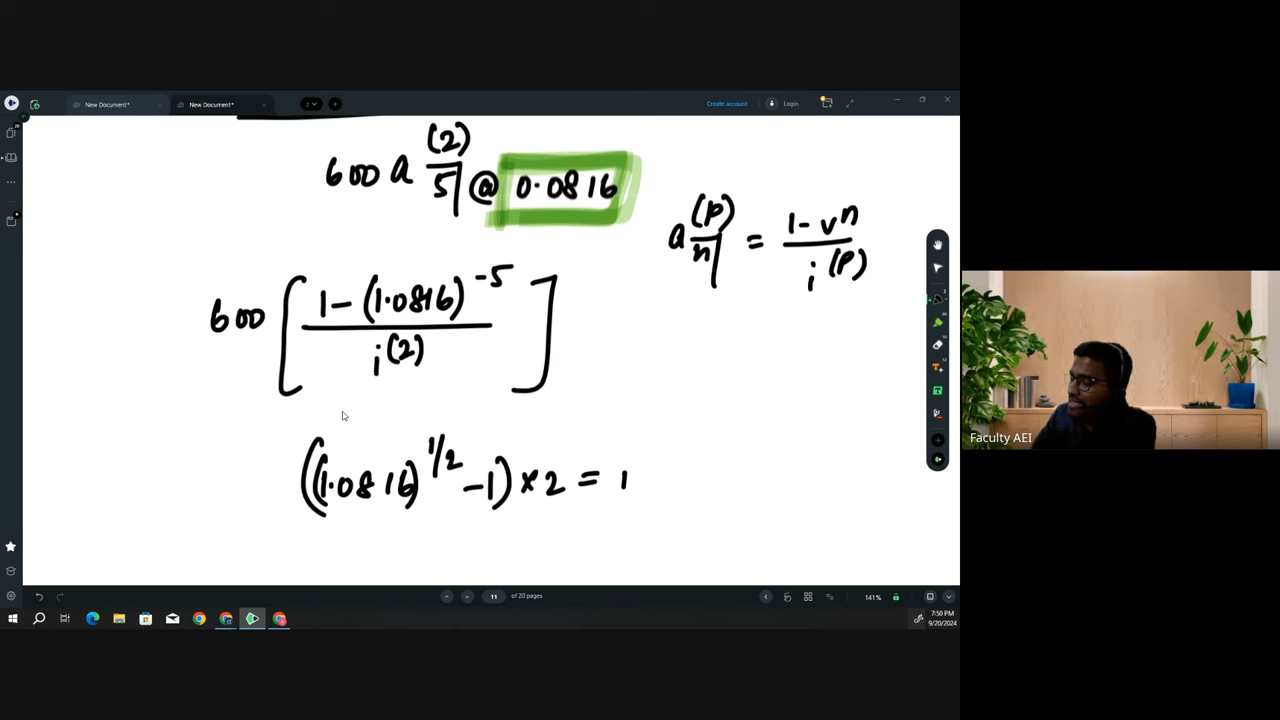 New Document* New Document* 2 Create account Login
600 a (2) 5 @ 0.0816
a (p) n = 1 - v^n / i^(p)
600 [ 1 - (1.0816)^-5 / i^(2) ]
Faculty AEI
((1.0816)^1/2 - 1) × 2 = 1
11 of 20 pages 141%
7:50 PM
9/20/2024